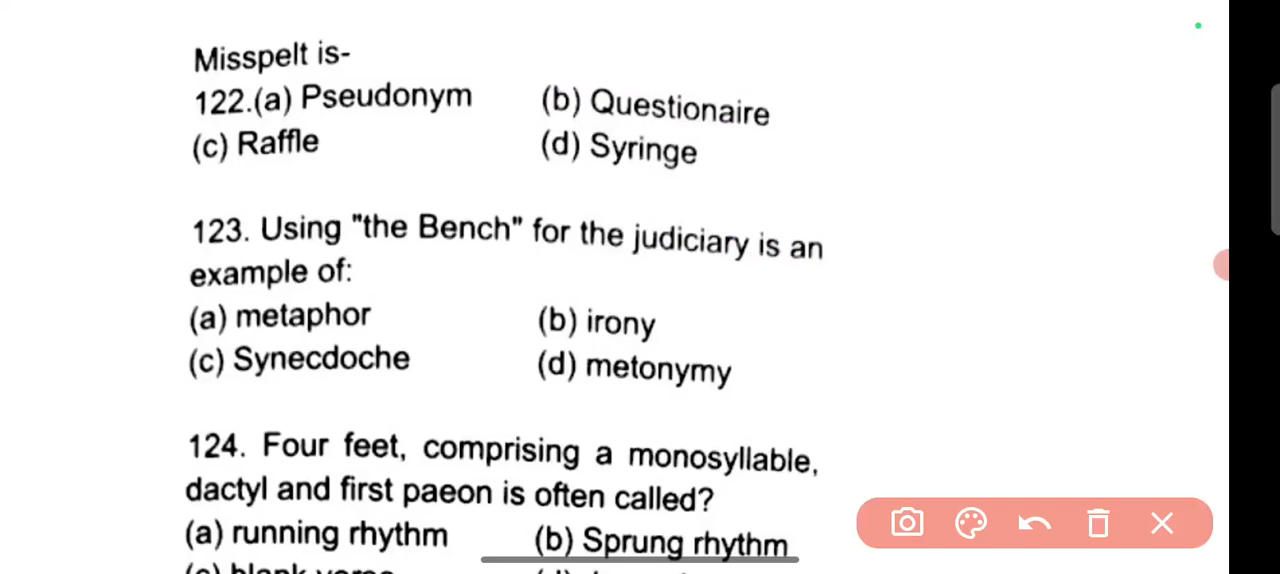 Misspelt is-
122.(a) Pseudonym (b) Questionaire
(c) Raffle (d) Syringe
123. Using "the Bench" for the judiciary is an
example of:
(a) metaphor (b) irony
(c) Synecdoche (d) metonymy
124. Four feet, comprising a monosyllable,
dactyl and first paeon is often called?
(a) running rhythm (b) Sprung rhythm